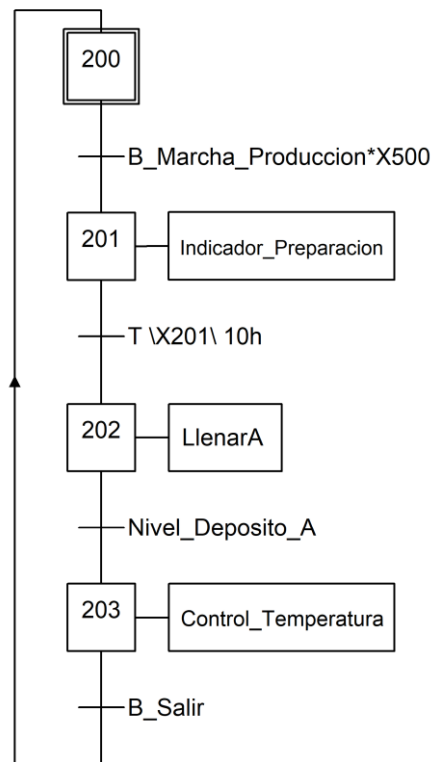 200
B_Marcha_Produccion*X500
201
Indicador_Preparacion
T \X201\ 10h
202
LlenarA
Nivel_Deposito_A
203
Control_Temperatura
B_Salir